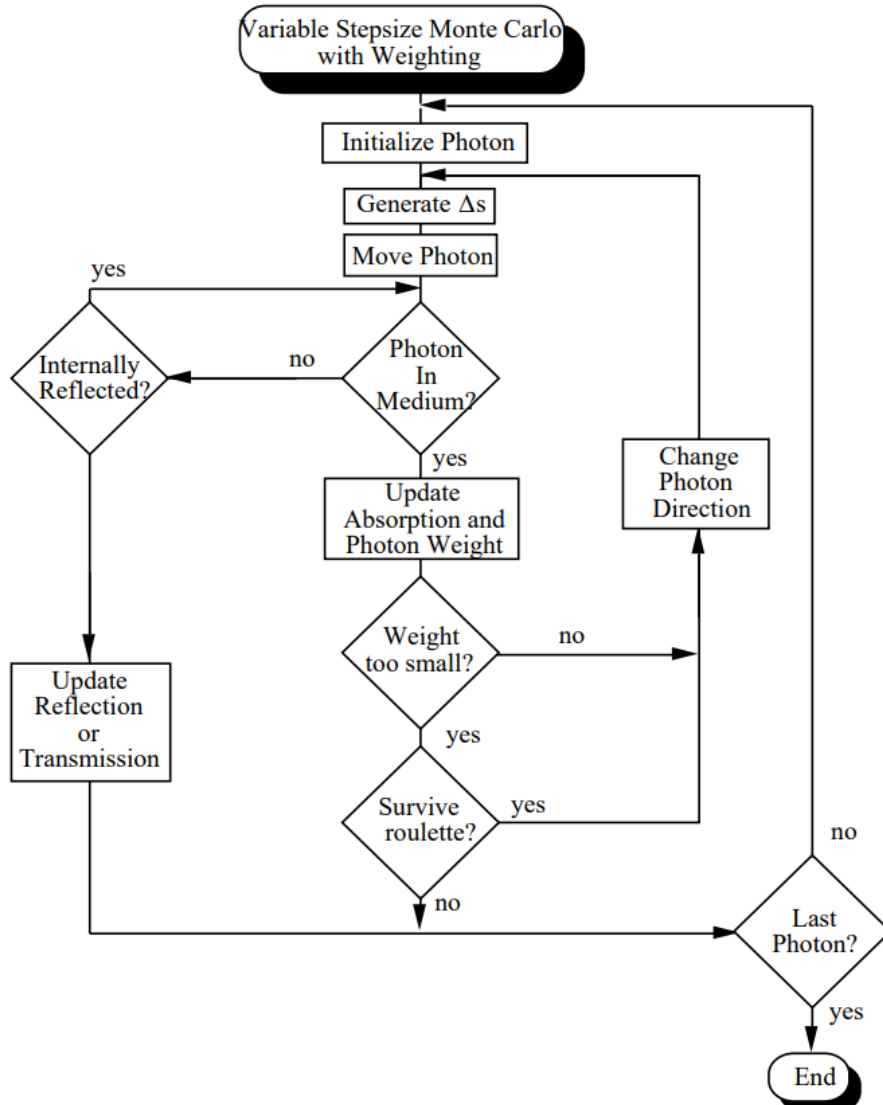 Variable Stepsize Monte Carlo
with Weighting
Initialize Photon
Generate Δs
Move Photon
yes
Internally
Reflected?
no
Photon
In
Medium?
yes
Change
Photon
Direction
Update
Absorption and
Photon Weight
Weight
too small?
no
Update
Reflection
or
Transmission
yes
Survive
roulette?
yes
no
no
Last
Photon?
yes
End